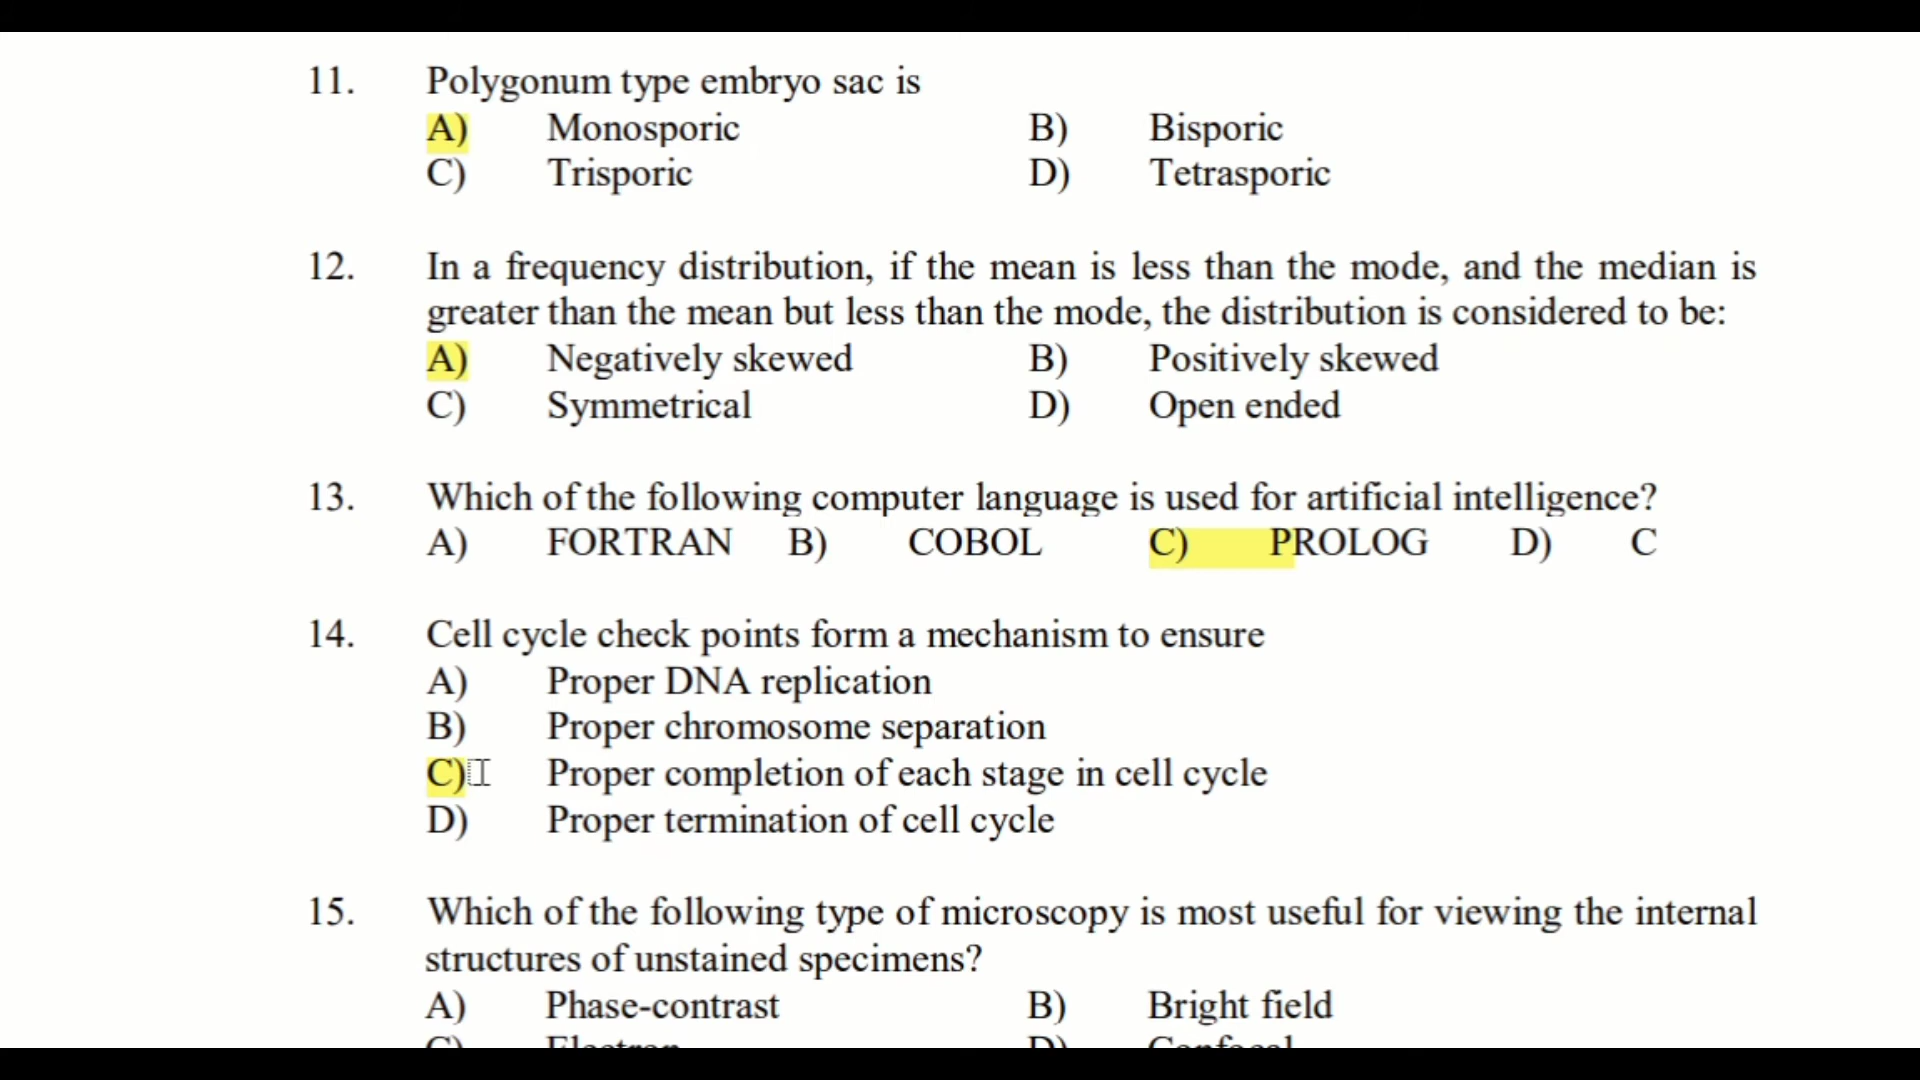 11. Polygonum type embryo sac is
A) Monosporic B) Bisporic
C) Trisporic D) Tetrasporic
12. In a frequency distribution, if the mean is less than the mode, and the median is
greater than the mean but less than the mode, the distribution is considered to be:
A) Negatively skewed B) Positively skewed
C) Symmetrical D) Open ended
13. Which of the following computer language is used for artificial intelligence?
A) FORTRAN B) COBOL C) PROLOG D) C
14. Cell cycle check points form a mechanism to ensure
A) Proper DNA replication
B) Proper chromosome separation
C) Proper completion of each stage in cell cycle
D) Proper termination of cell cycle
15. Which of the following type of microscopy is most useful for viewing the internal
structures of unstained specimens?
A) Phase-contrast B) Bright field
C) Electron D) Confocal